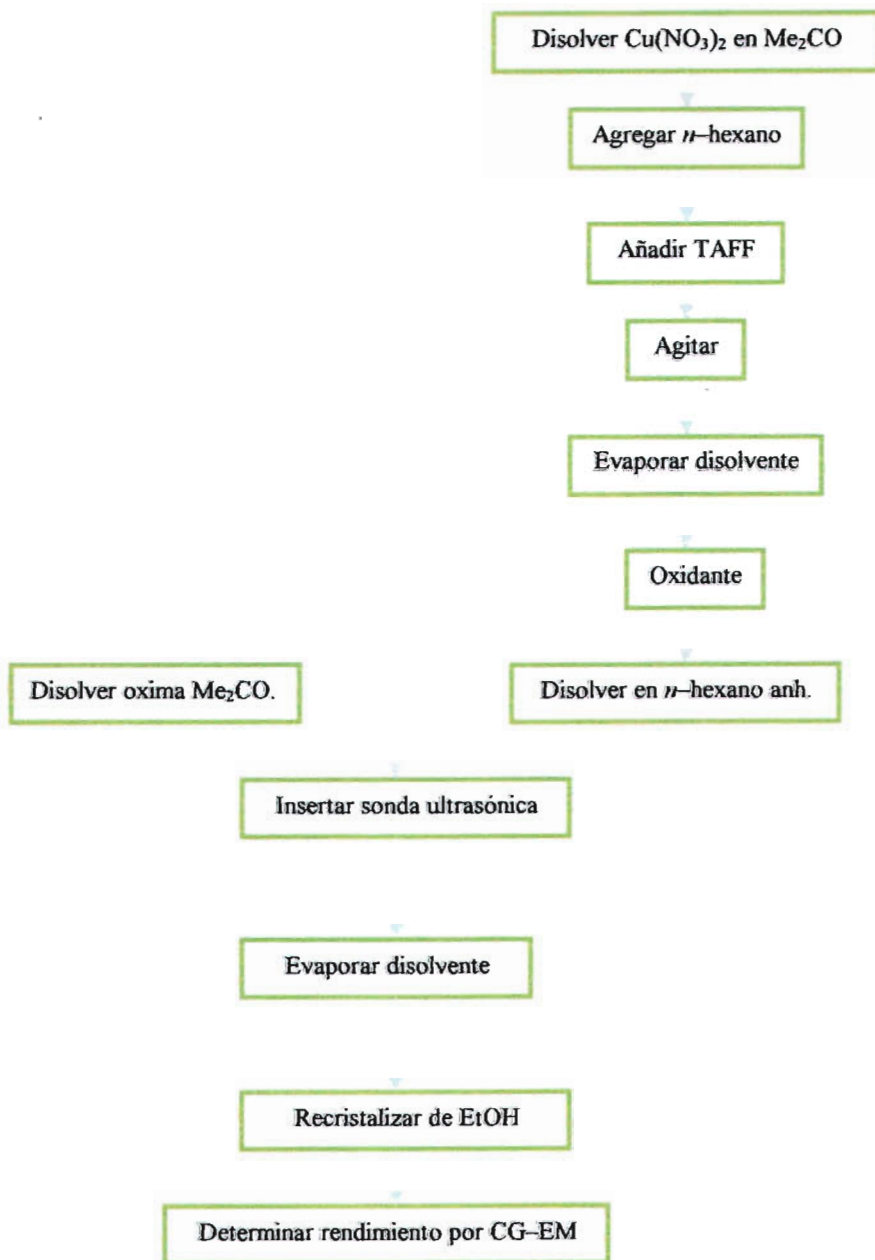 Disolver Cu(NO₃)₂ en Me₂CO
Agregar n–hexano
Añadir TAFF
Agitar
Evaporar disolvente
Oxidante
Disolver oxima Me₂CO.
Disolver en n–hexano anh.
Insertar sonda ultrasónica
Evaporar disolvente
Recristalizar de EtOH
Determinar rendimiento por CG–EM